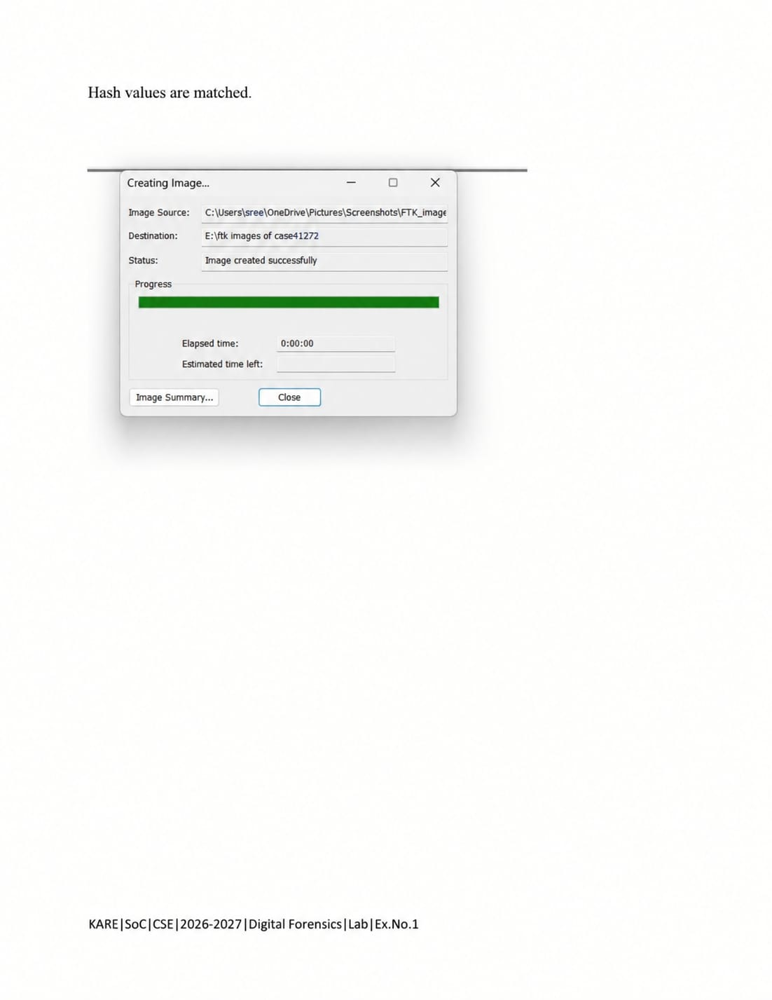 Hash values are matched.
Creating Image...
Image Source: C:\Users\sree\OneDrive\Pictures\Screenshots\FTK_image
Destination: E:\ftk images of case41272
Status: Image created successfully
Progress
Elapsed time: 0:00:00
Estimated time left:
Image Summary... Close
KARE|SoC|CSE|2026-2027|Digital Forensics|Lab|Ex.No.1